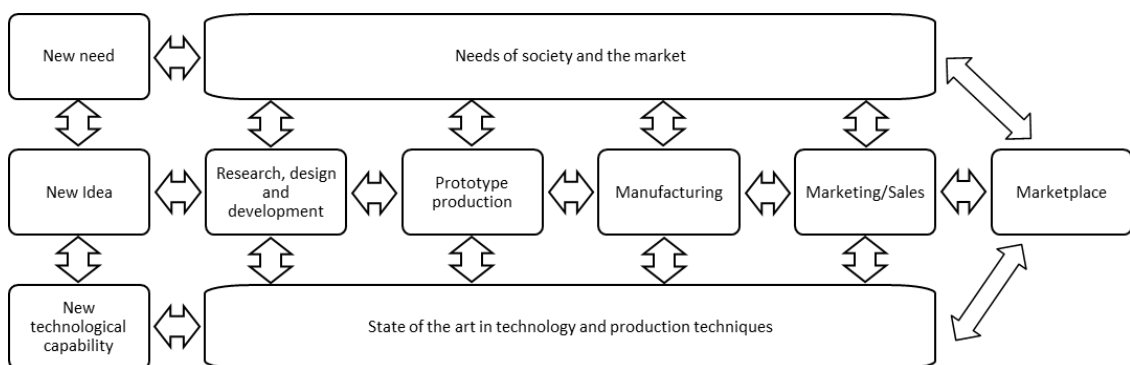 New need
Needs of society and the market
New Idea
Research, design
and
development
Prototype
production
Manufacturing
Marketing/Sales
Marketplace
New
technological
capability
State of the art in technology and production techniques